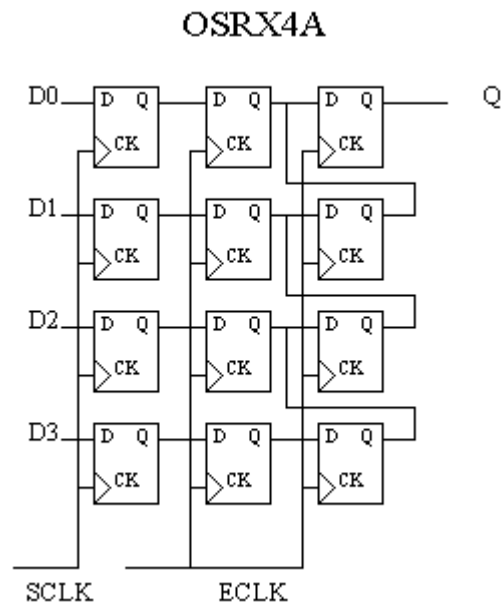 OSRX4A
D0 D Q D Q D Q Q
CK CK CK
D1 D Q D Q D Q
CK CK CK
D2 D Q D Q D Q
CK CK CK
D3 D Q D Q D Q
CK CK CK
SCLK ECLK